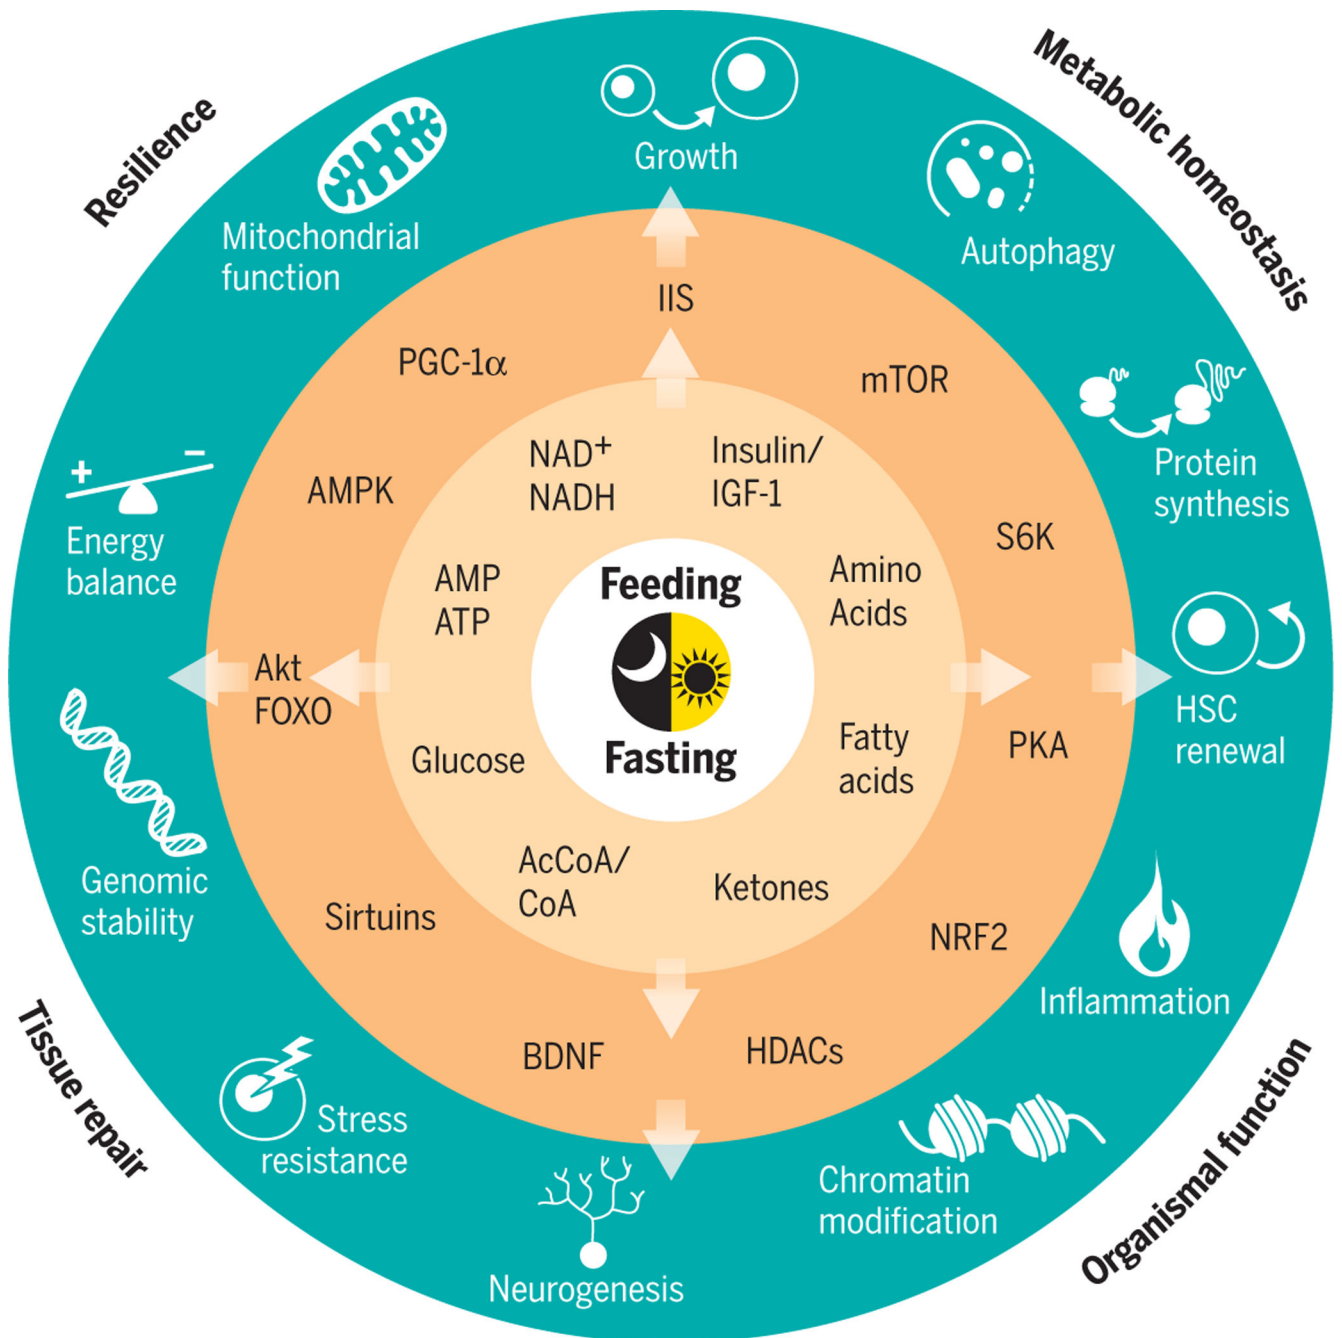 Resilience
Metabolic homeostasis
Growth
Mitochondrial
function
Autophagy
IIS
PGC-1α
mTOR
Protein
synthesis
NAD+
NADH
Insulin/
IGF-1
+
−
AMPK
S6K
Energy
balance
AMP
ATP
Feeding
Amino
Acids
Akt
FOXO
HSC
renewal
Glucose
Fasting
Fatty
acids
PKA
Genomic
stability
AcCoA/
CoA
Ketones
Sirtuins
NRF2
Inflammation
BDNF
HDACs
Tissue repair
Stress
resistance
Chromatin
modification
Organismal function
Neurogenesis